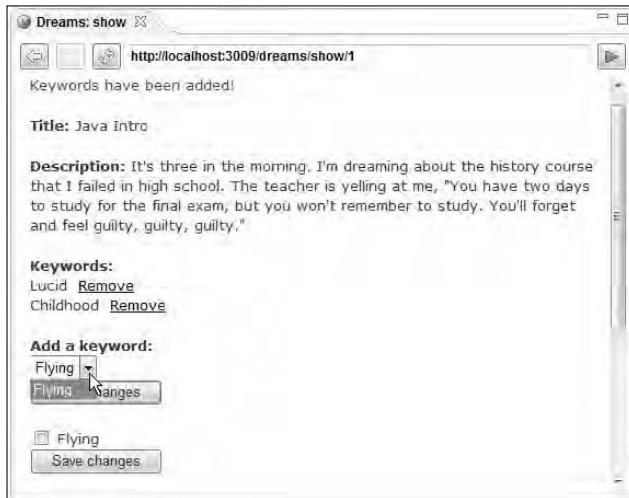 Dreams: show
http://localhost:3009/dreams/show/1
Keywords have been added!
Title: Java Intro
Description: It's three in the morning. I'm dreaming about the history course
that I failed in high school. The teacher is yelling at me, "You have two days
to study for the final exam, but you won't remember to study. You'll forget
and feel guilty, guilty, guilty."
Keywords:
Lucid Remove
Childhood Remove
Add a keyword:
Flying
Flying anges
Flying
Save changes